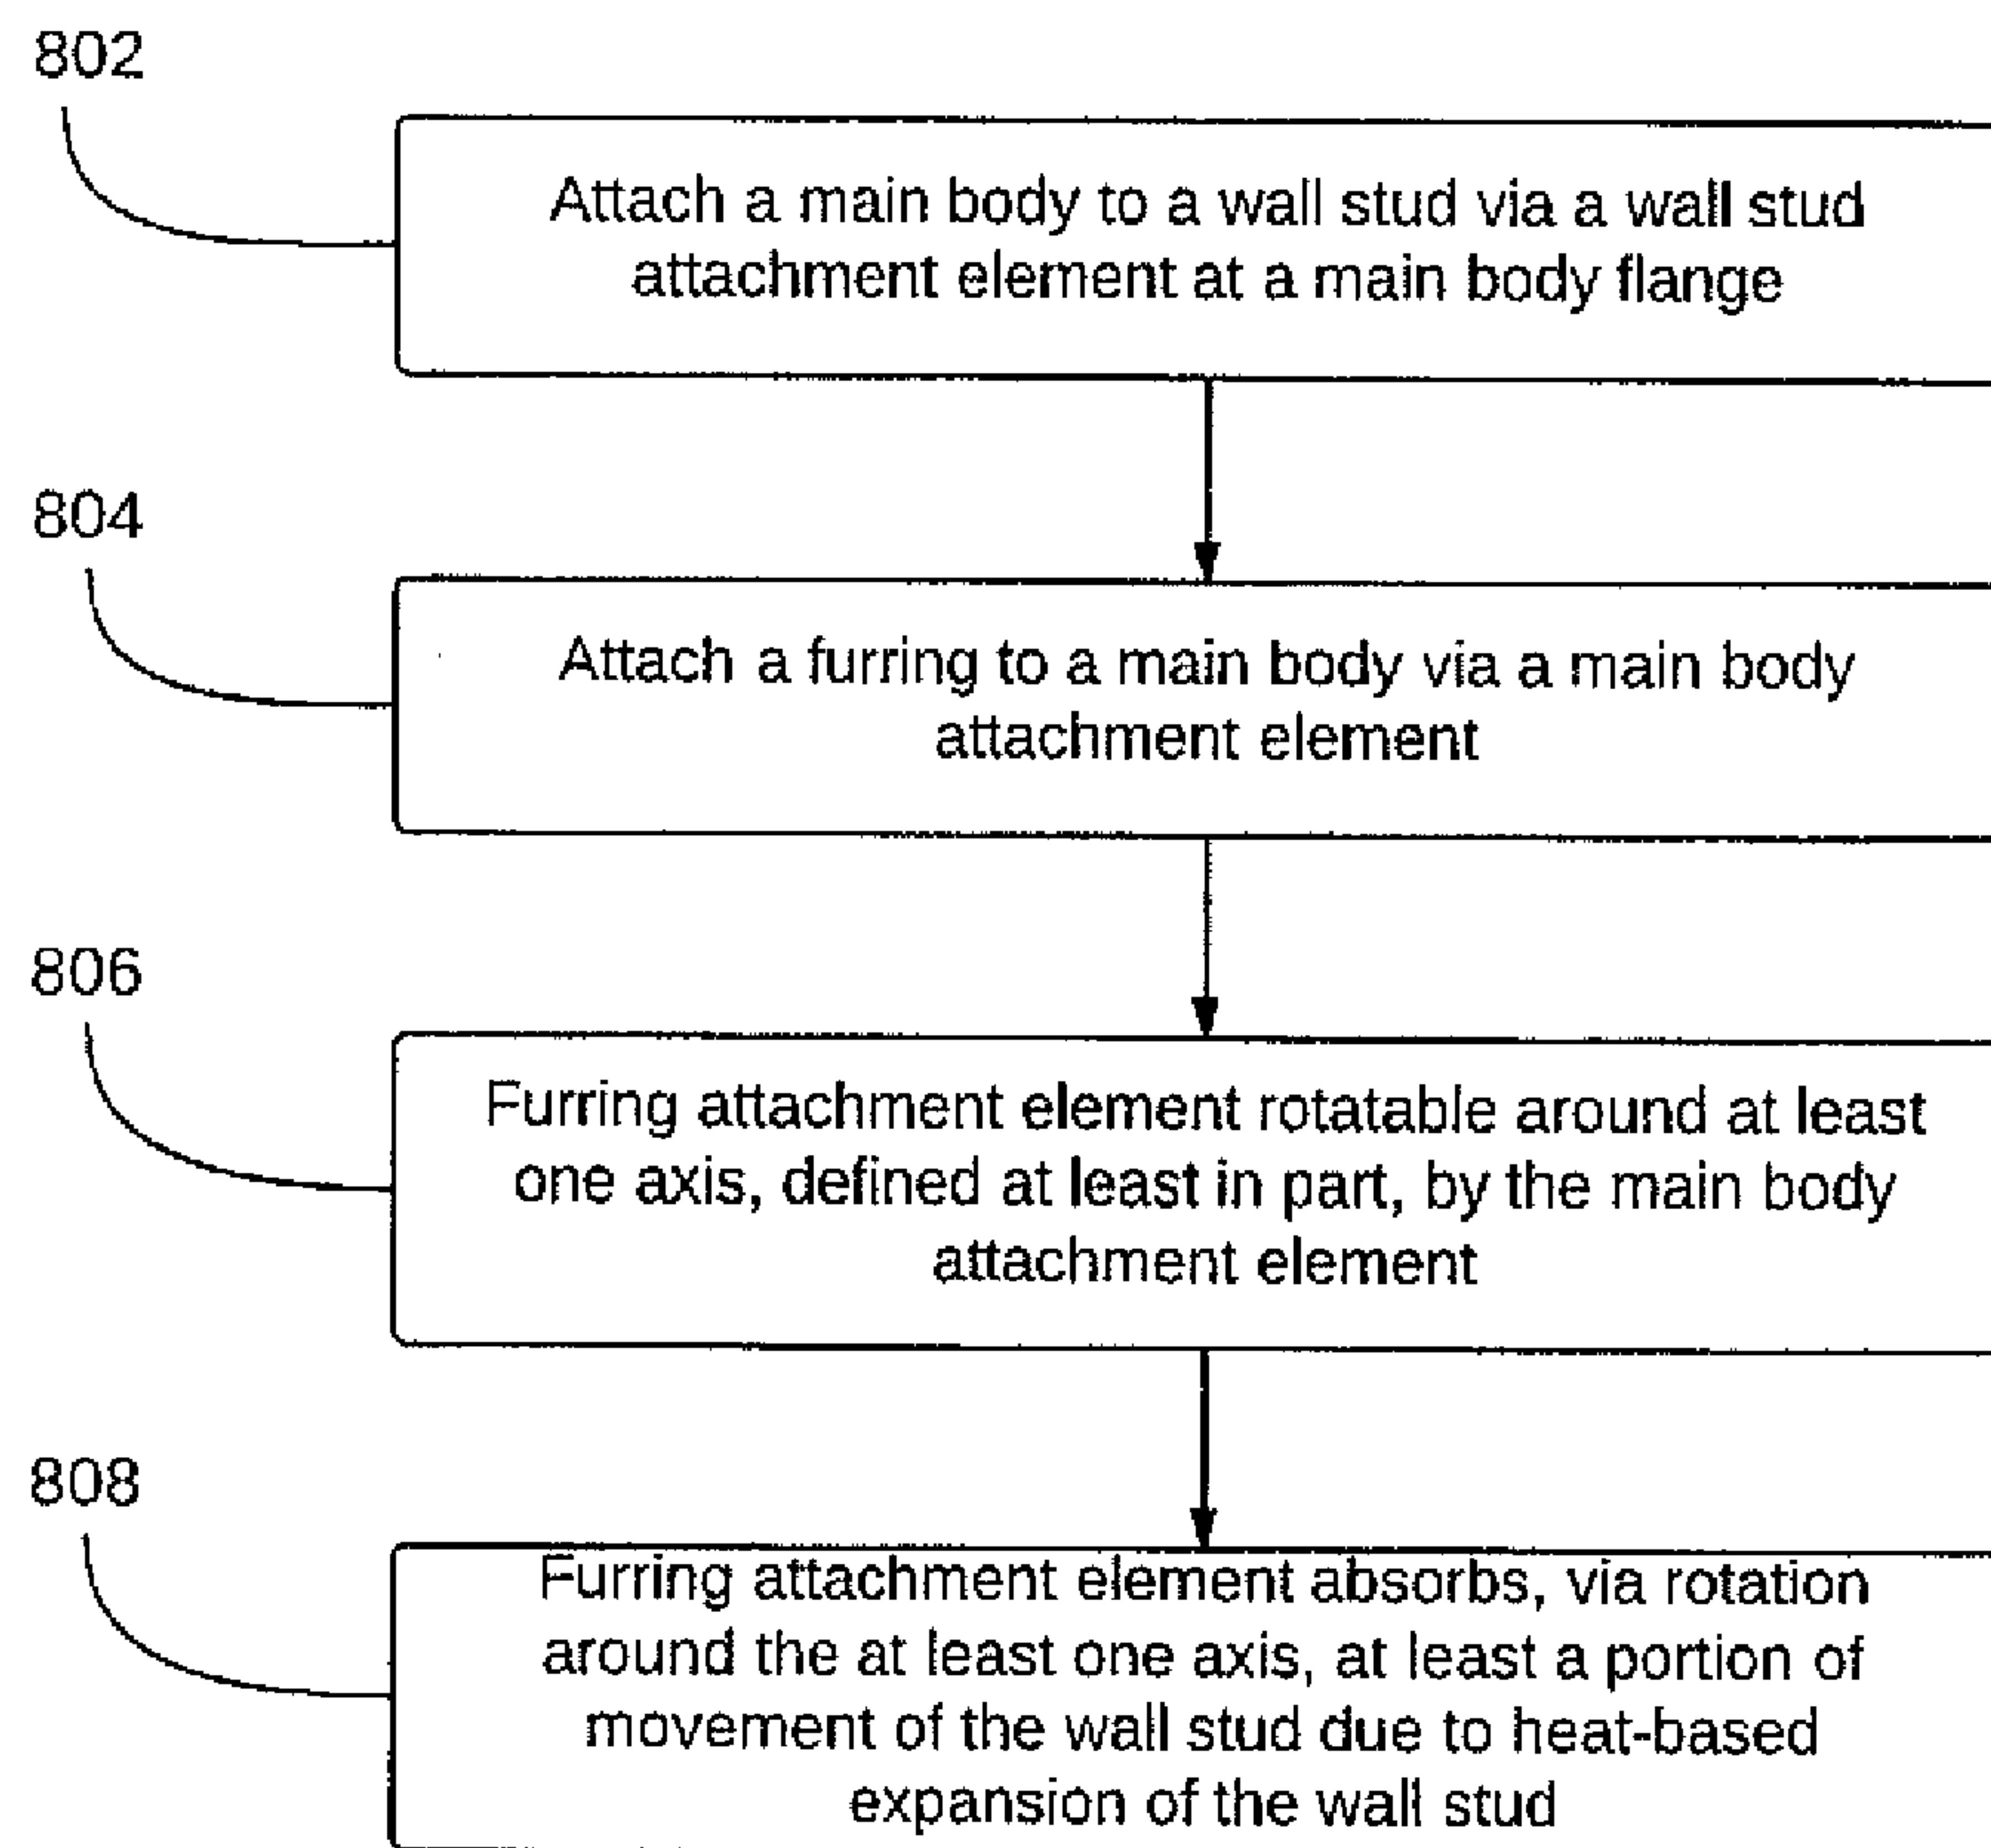 802
Attach a main body to a wall stud via a wall stud
attachment element at a main body flange
804
Attach a furring to a main body via a main body
attachment element
806
Furring attachment element rotatable around at least
one axis, defined at least in part, by the main body
attachment element
808
Furring attachment element absorbs, via rotation
around the at least one axis, at least a portion of
movement of the wall stud due to heat-based
expansion of the wall stud